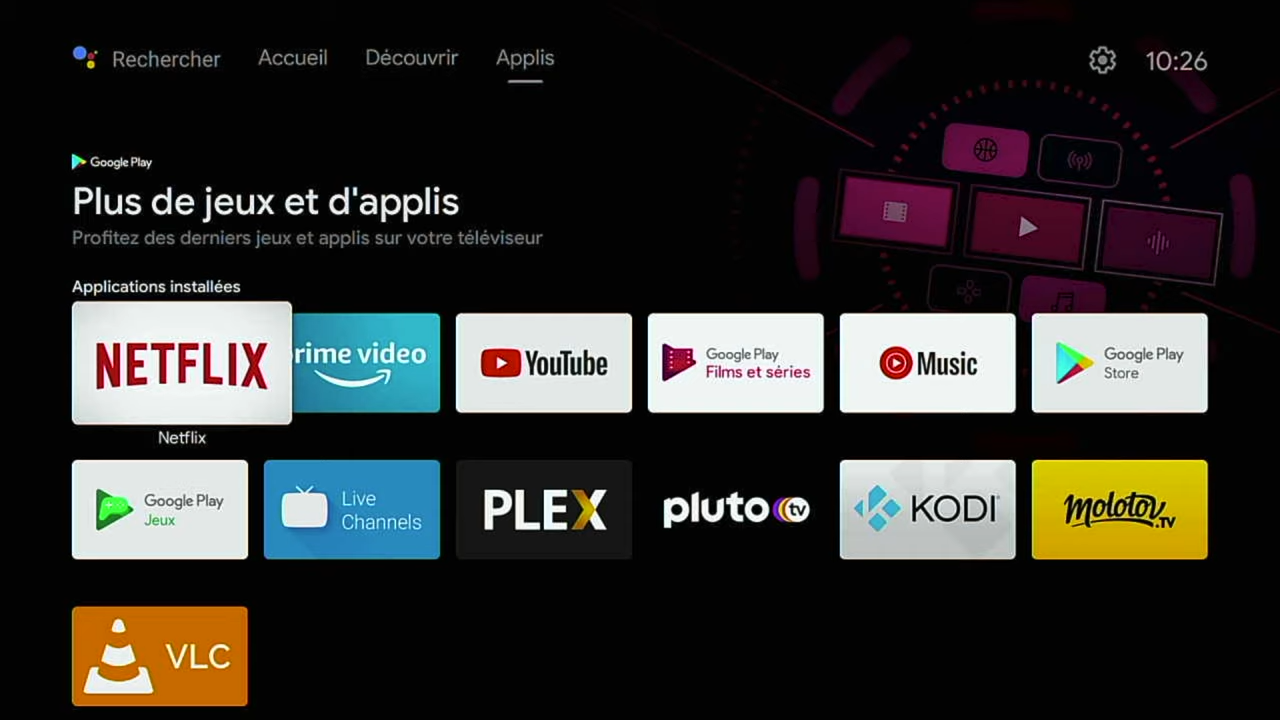 Rechercher Accueil Découvrir Applis 10:26
Google Play
Plus de jeux et d'applis
Profitez des derniers jeux et applis sur votre téléviseur
Applications installées
NETFLIX
rime video
YouTube
Google Play
Films et séries
Music
Google Play
Store
Netflix
Google Play
Jeux
Live
Channels
PLEX
pluto tv
KODI
molotov.TV
VLC